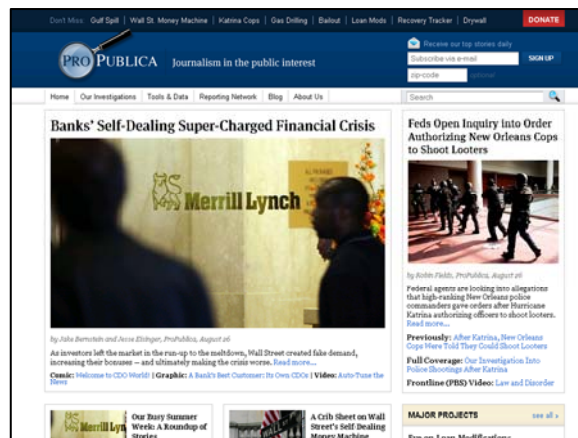 Don't Miss: Gulf Spill | Wall St. Money Machine | Katrina Cops | Gas Drilling | Bailout | Loan Mods | Recovery Tracker | Drywall
DONATE
PRO PUBLICA
Journalism in the public interest
Receive our top stories daily
Subscribe via e-mail
SIGN UP
zip-code
optional
Home | Our Investigations | Tools & Data | Reporting Network | Blog | About Us
Search
Banks' Self-Dealing Super-Charged Financial Crisis
Merrill Lynch
by Jake Bernstein and Jesse Eisinger, ProPublica, August 26
As investors left the market in the run-up to the meltdown, Wall Street created fake demand,
increasing their bonuses – and ultimately making the crisis worse. Read more...
Comic: Welcome to CDO World! | Graphic: A Bank's Best Customer: Its Own CDOs | Video: Auto-Tune the
News
Feds Open Inquiry into Order
Authorizing New Orleans Cops
to Shoot Looters
by Robin Fields, ProPublica, August 26
Federal agents are looking into allegations
that high-ranking New Orleans police
commanders gave orders after Hurricane
Katrina authorizing officers to shoot looters.
Read more...
Previously: After Katrina, New Orleans
Cops Were Told They Could Shoot Looters
Full Coverage: Our Investigation Into
Police Shootings After Katrina
Frontline (PBS) Video: Law and Disorder
Merrill Lyn
Our Busy Summer
Week: A Roundup of
Stories
A Crib Sheet on Wall
Street's Self-Dealing
Money Machine
MAJOR PROJECTS
see all